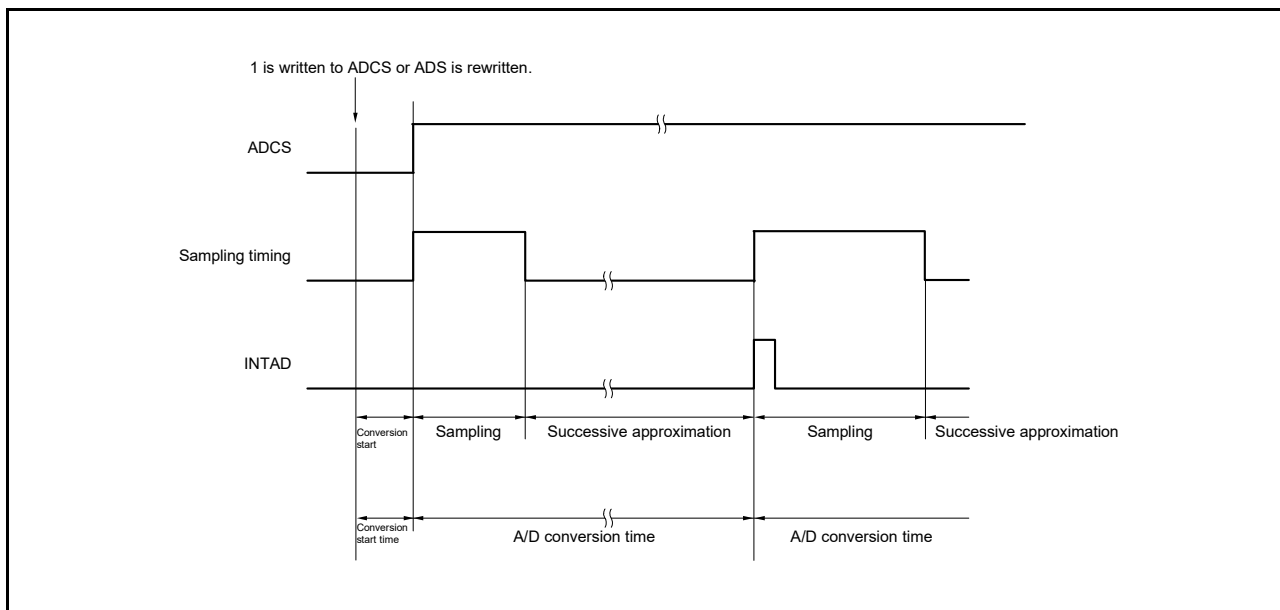 1 is written to ADCS or ADS is rewritten.
ADCS
Sampling timing
INTAD
Conversion
start
Sampling
Successive approximation
Sampling
Successive approximation
Conversion
start time
A/D conversion time
A/D conversion time